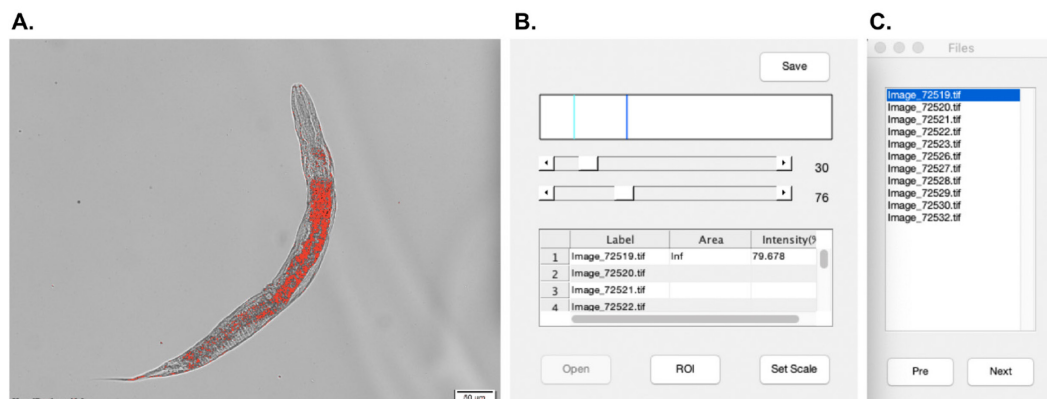 A.
B.
C.
Save
30
76
Label Area Intensity(%
1 Image_72519.tif Inf 79.678
2 Image_72520.tif
3 Image_72521.tif
4 Image_72522.tif
Open ROI Set Scale
Files
Image_72519.tif
Image_72520.tif
Image_72521.tif
Image_72522.tif
Image_72523.tif
Image_72526.tif
Image_72527.tif
Image_72528.tif
Image_72529.tif
Image_72530.tif
Image_72532.tif
Pre Next